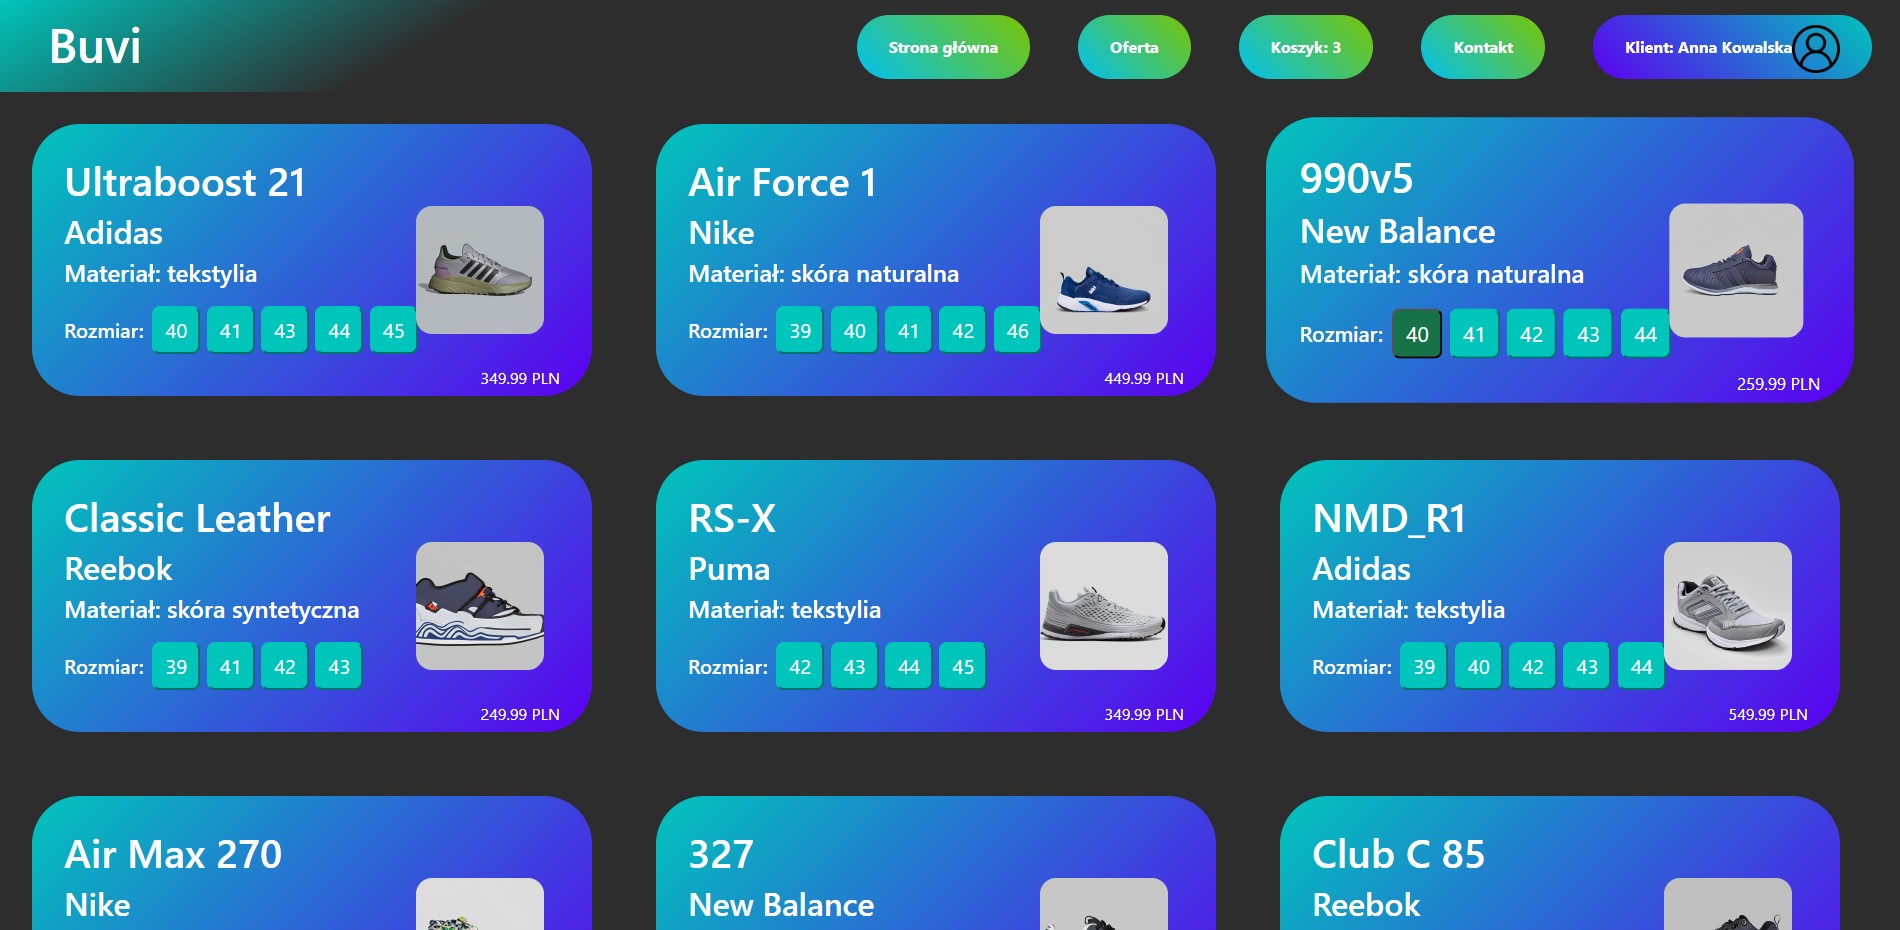 Buvi
Strona główna
Oferta
Koszyk: 3
Kontakt
Klient: Anna Kowalska
Ultraboost 21
Adidas
Materiał: tekstylia
Rozmiar: 40 41 43 44 45
349.99 PLN
Air Force 1
Nike
Materiał: skóra naturalna
Rozmiar: 39 40 41 42 46
449.99 PLN
990v5
New Balance
Materiał: skóra naturalna
Rozmiar: 40 41 42 43 44
259.99 PLN
Classic Leather
Reebok
Materiał: skóra syntetyczna
Rozmiar: 39 41 42 43
249.99 PLN
RS-X
Puma
Materiał: tekstylia
Rozmiar: 42 43 44 45
349.99 PLN
NMD_R1
Adidas
Materiał: tekstylia
Rozmiar: 39 40 42 43 44
549.99 PLN
Air Max 270
Nike
327
New Balance
Club C 85
Reebok